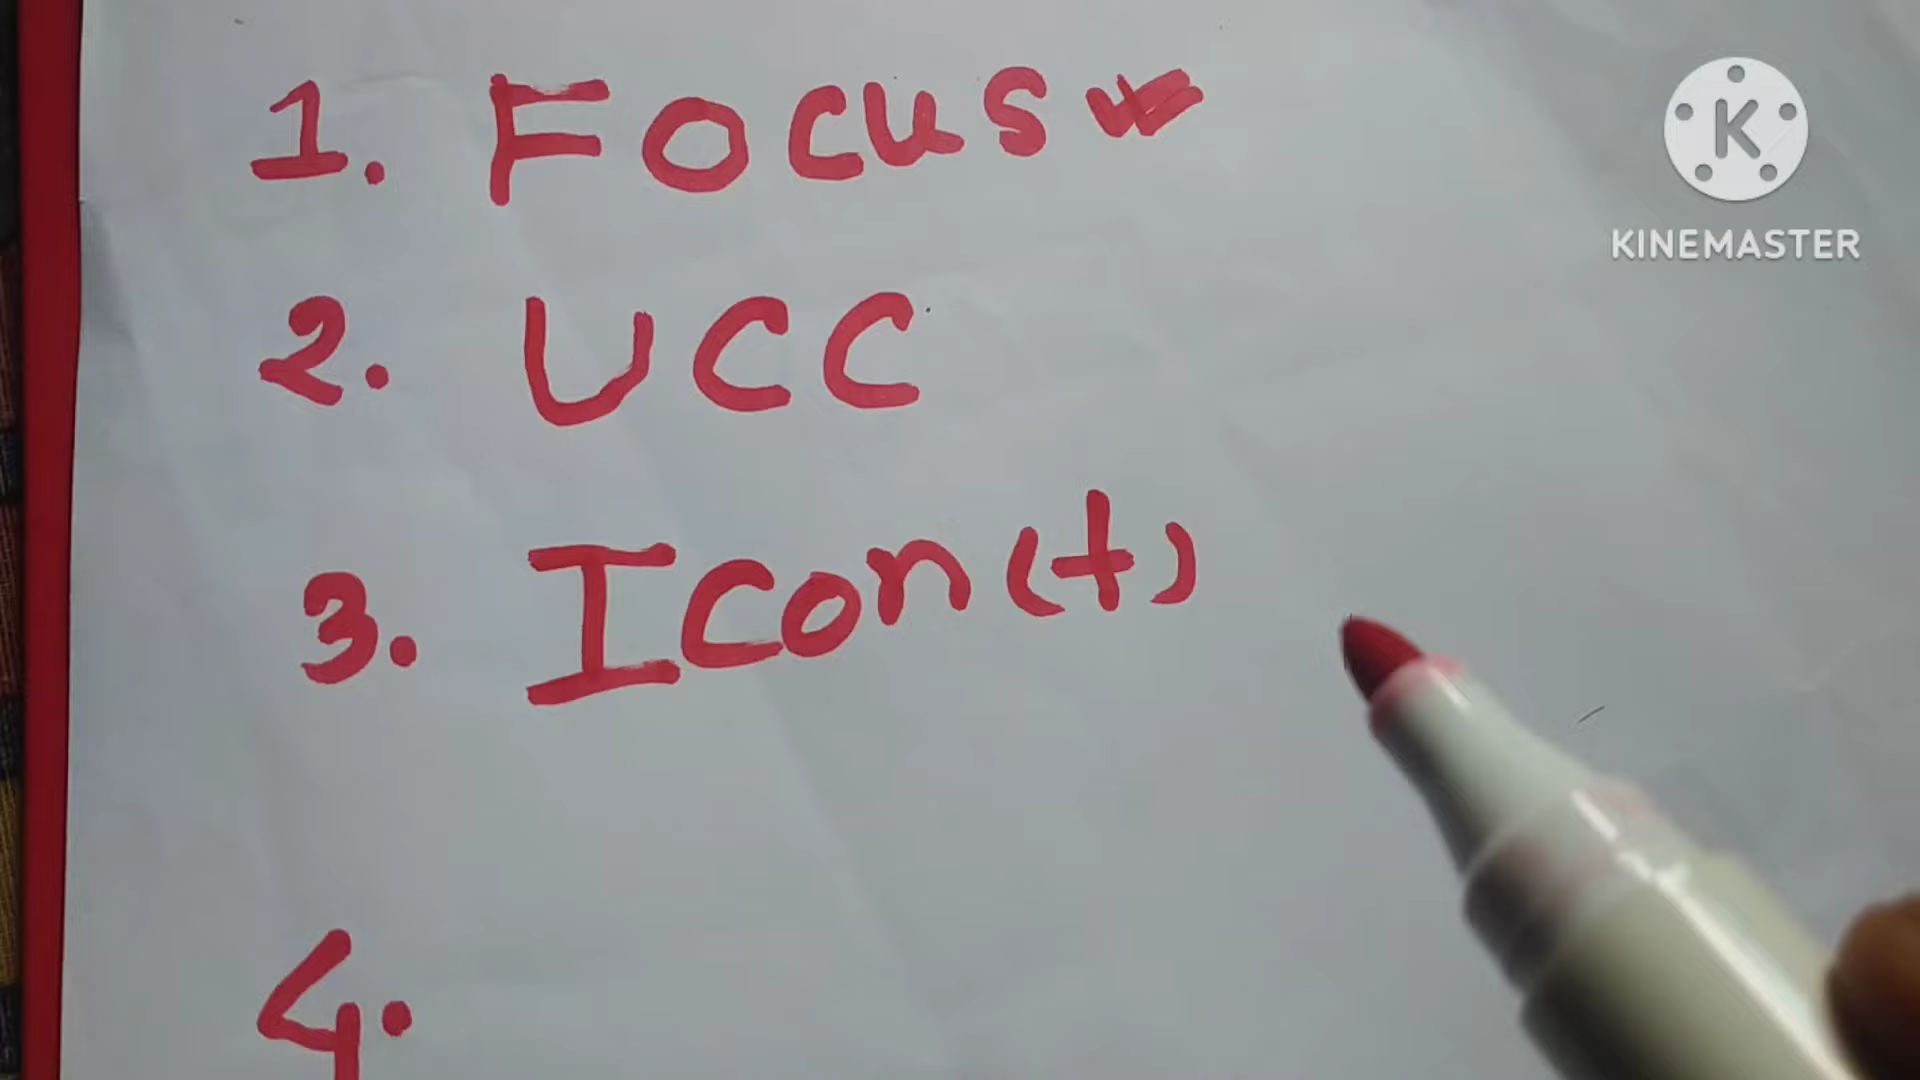 1. Focus
2. UCC
3. Icon(t)
4.
K
KINEMASTER